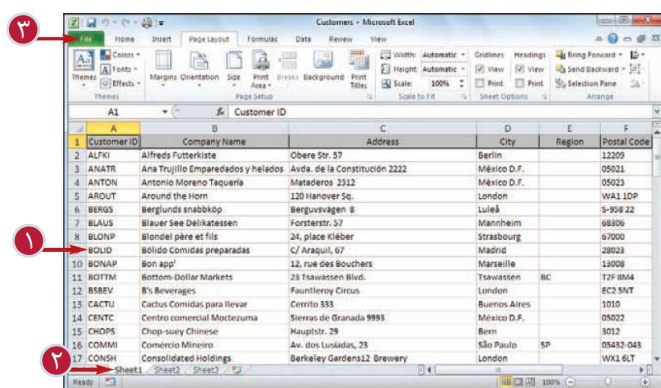 Customers - Microsoft Excel
٣
File Home Insert Page Layout Formulas Data Review View
Colors Width: Automatic Gridlines Headings Bring Forward
Fonts Height: Automatic View View Send Backward
Themes Effects Margins Orientation Size Print Area Breaks Background Print Titles Scale: 100% Print Print Selection Pane
Themes Page Setup Scale to Fit Sheet Options Arrange
A1 fx Customer ID
A B C D E F
1 Customer ID Company Name Address City Region Postal Code
2 ALFKI Alfreds Futterkiste Obere Str. 57 Berlin 12209
3 ANATR Ana Trujillo Emparedados y helados Avda. de la Constitución 2222 México D.F. 05021
4 ANTON Antonio Moreno Taquería Mataderos 2312 México D.F. 05023
5 AROUT Around the Horn 120 Hanover Sq. London WA1 1DP
6 BERGS Berglunds snabbköp Berguvsvägen 8 Luleå S-958 22
7 BLAUS Blauer See Delikatessen Forsterstr. 57 Mannheim 68306
8 BLONP Blondel père et fils 24, place Kléber Strasbourg 67000
١
9 BOLID Bólido Comidas preparadas C/ Araquil, 67 Madrid 28023
10 BONAP Bon app' 12, rue des Bouchers Marseille 13008
11 BOTTM Bottom-Dollar Markets 23 Tsawassen Blvd. Tsawassen BC T2F 8M4
12 BSBEV B's Beverages Fauntleroy Circus London EC2 5NT
13 CACTU Cactus Comidas para llevar Cerrito 333 Buenos Aires 1010
14 CENTC Centro comercial Moctezuma Sierras de Granada 9993 México D.F. 05022
15 CHOPS Chop-suey Chinese Hauptstr. 29 Bern 3012
16 COMMI Comércio Mineiro Av. dos Lusíadas, 23 São Paulo SP 05432-043
17 CONSH Consolidated Holdings Berkeley Gardens12 Brewery London WX1 6LT
٢
Sheet1 Sheet2 Sheet3
Ready 100%